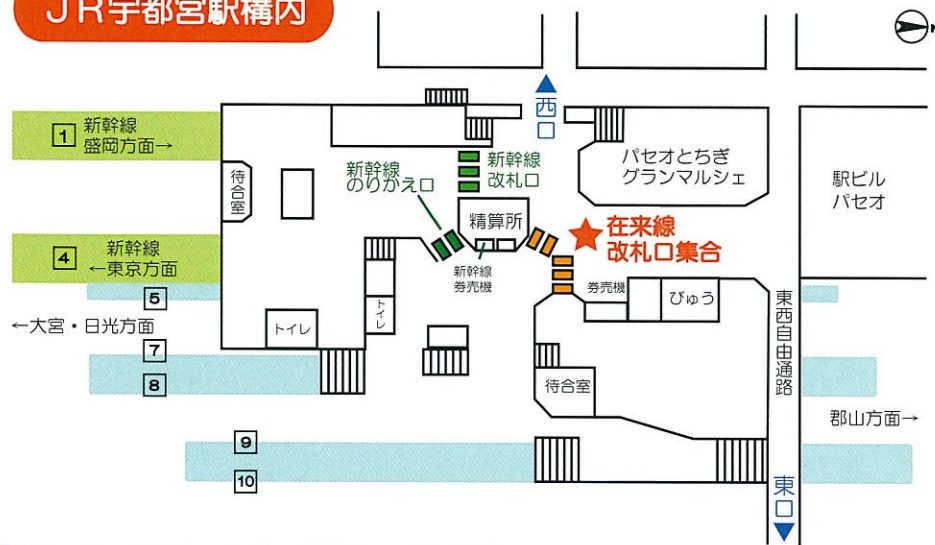 JR宇都宮駅構内
N
西口
1
新幹線
盛岡方面→
新幹線
のりかえ口
新幹線
改札口
パセオとちぎ
グランマルシェ
駅ビル
パセオ
待合室
精算所
在来線
改札口集合
4
新幹線
←東京方面
新幹線
券売機
券売機
びゅう
5
トイレ
トイレ
←大宮・日光方面
7
8
待合室
東西自由通路
郡山方面→
9
10
東口